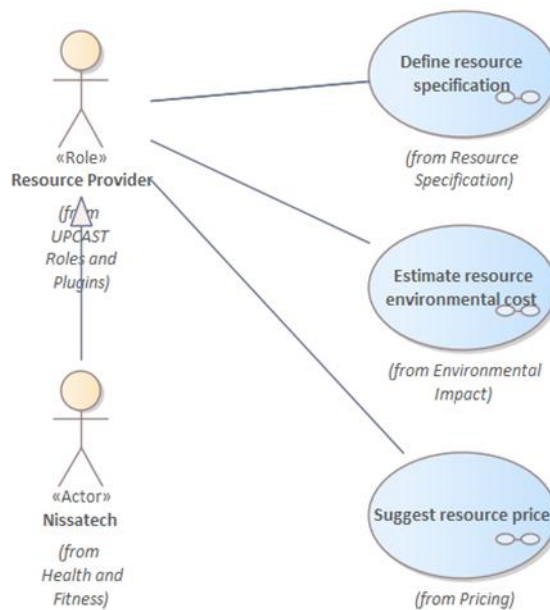 «Role»
Resource Provider
(from
UPCAST
Roles and
Plugins)
«Actor»
Nissatech
(from
Health and
Fitness)
Define resource
specification
(from Resource
Specification)
Estimate resource
environmental cost
(from Environmental
Impact)
Suggest resource price
(from Pricing)